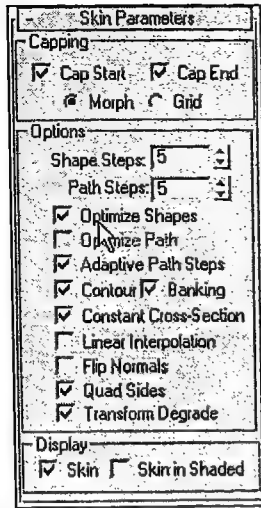 - Skin Parameters
Capping
Cap Start Cap End
Morph Grid
Options
Shape Steps: 5
Path Steps: 5
Optimize Shapes
Optimize Path
Adaptive Path Steps
Contour Banking
Constant Cross-Section
Linear Interpolation
Flip Normals
Quad Sides
Transform Degrade
Display
Skin Skin in Shaded